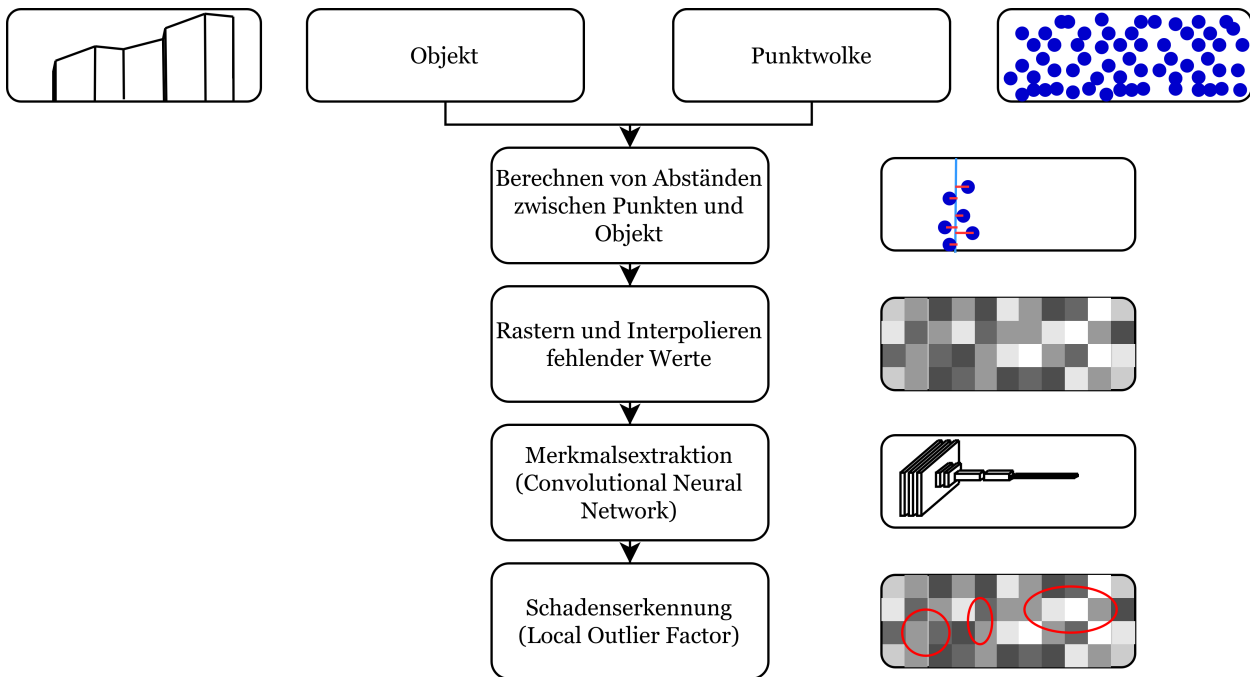 Objekt
Punktwolke
Berechnen von Abständen
zwischen Punkten und
Objekt
Rastern und Interpolieren
fehlender Werte
Merkmalsextraktion
(Convolutional Neural
Network)
Schadenserkennung
(Local Outlier Factor)